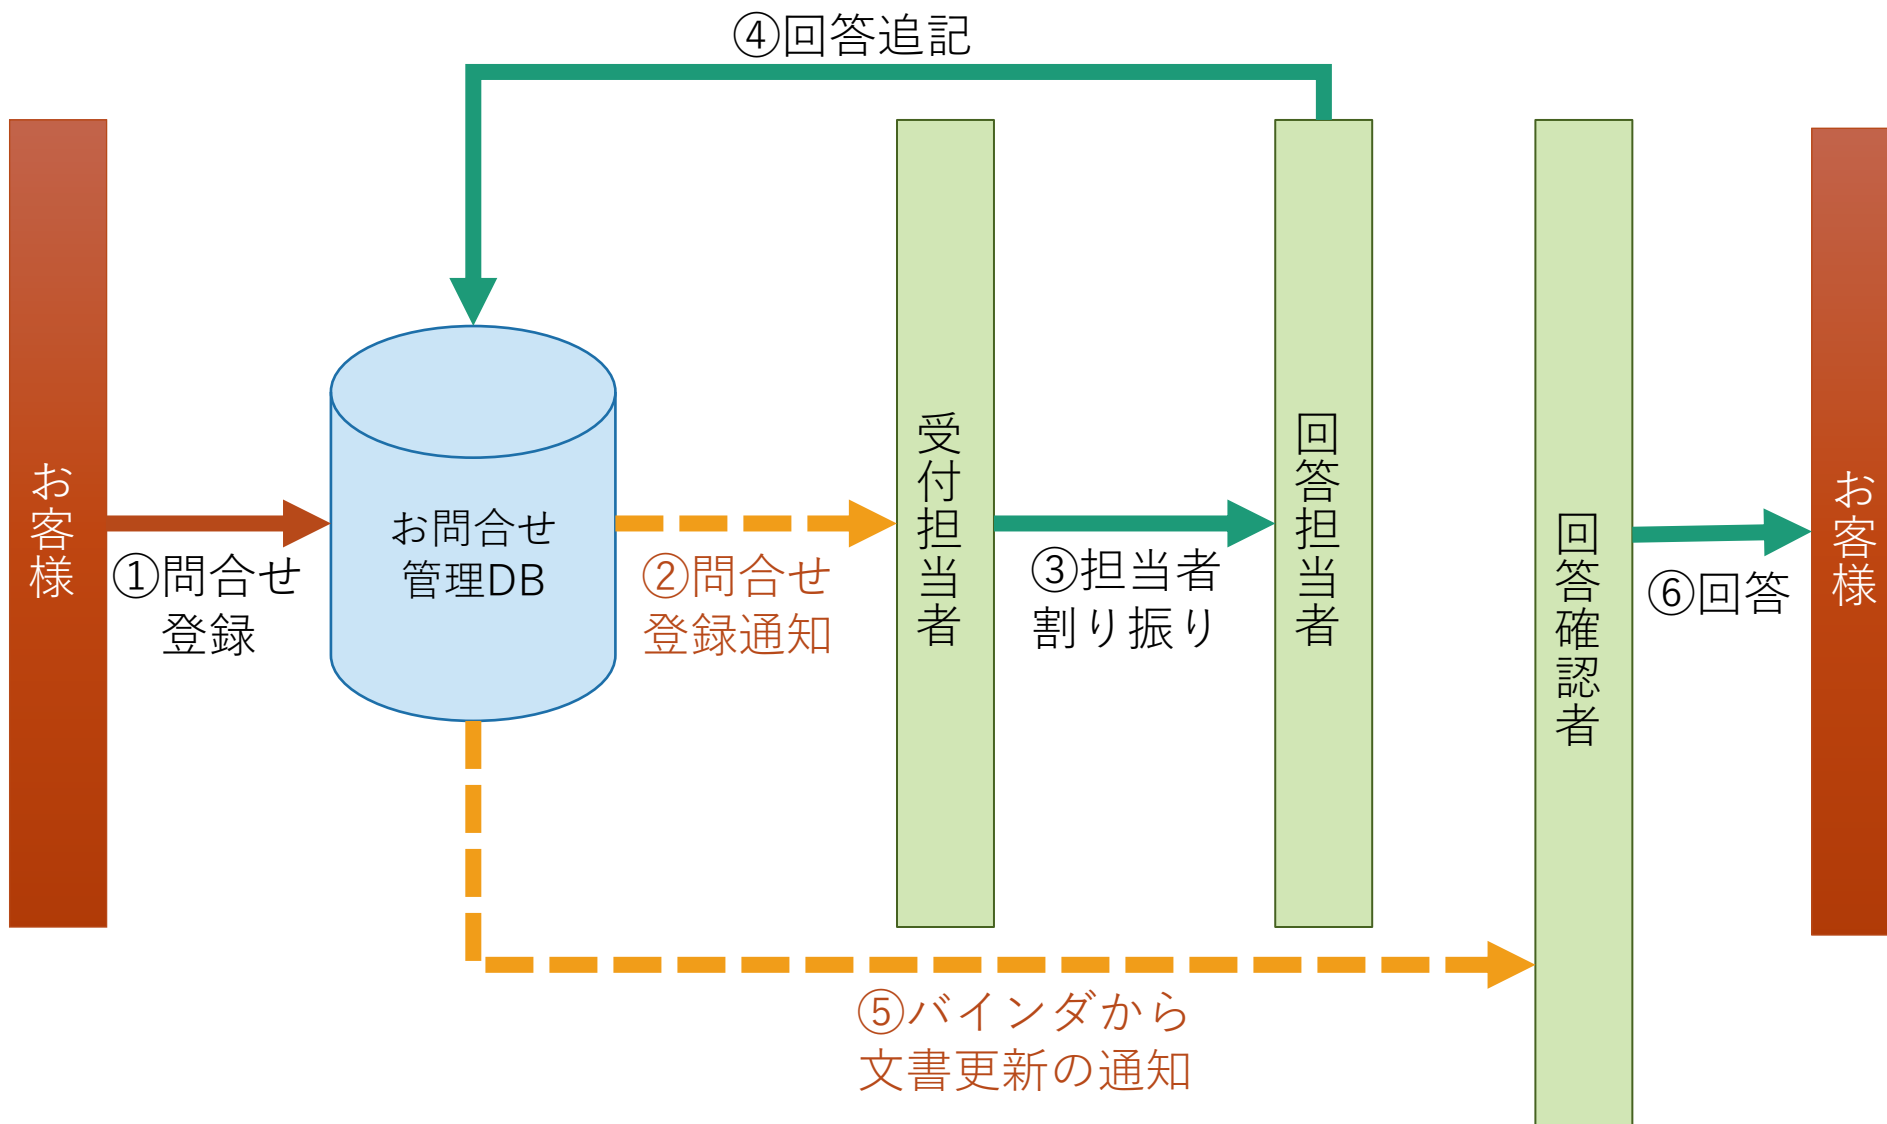 ④回答追記
お客様
①問合せ
登録
お問合せ
管理DB
②問合せ
登録通知
受付担当者
③担当者
割り振り
回答担当者
回答確認者
⑥回答
お客様
⑤バインダから
文書更新の通知